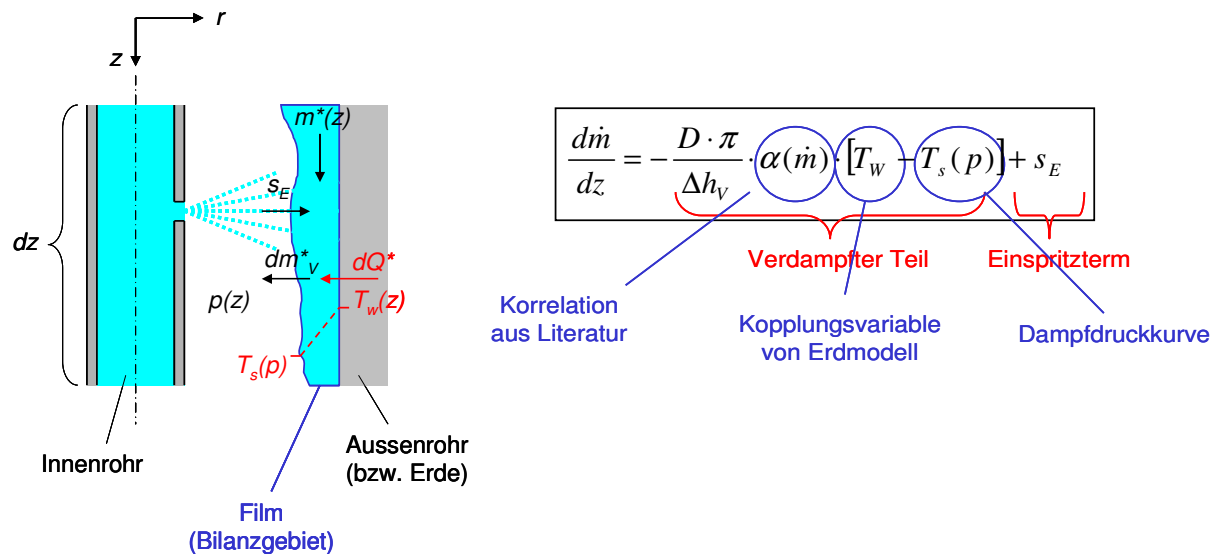 r
z
dz
m*(z)
s_E
dm*_V
dQ*
p(z)
T_w(z)
T_s(p)
Innenrohr
Aussenrohr
(bzw. Erde)
Film
(Bilanzgebiet)
dṁ/dz = − D · π / Δh_V · α(ṁ) · [T_W − T_s(p)] + s_E
Verdampfter Teil
Einspritzterm
Korrelation
aus Literatur
Kopplungsvariable
von Erdmodell
Dampfdruckkurve